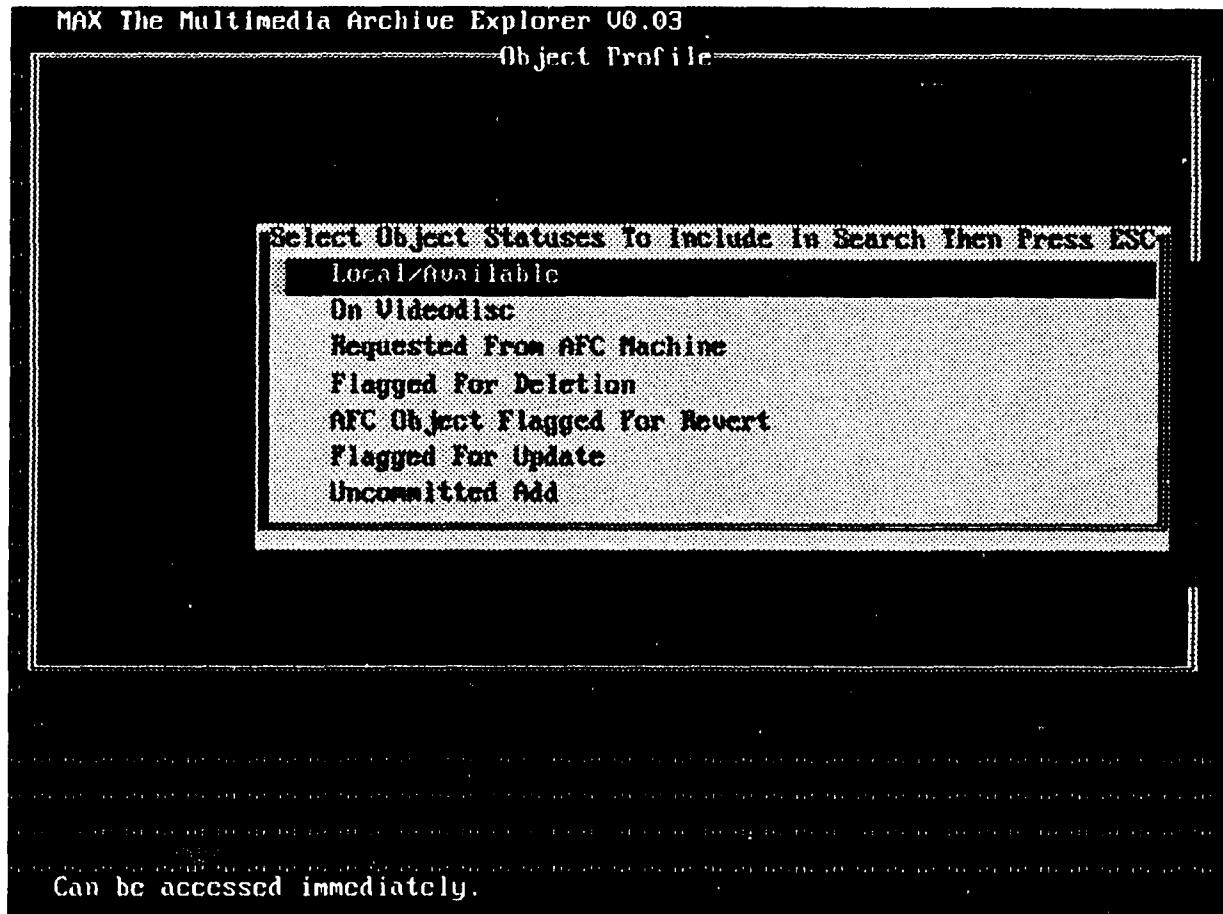 MAX The Multimedia Archive Explorer V0.03
Object Profile
Select Object Statuses To Include In Search Then Press ESC
Local/Available
On Videodisc
Requested From AFC Machine
Flagged For Deletion
AFC Object Flagged For Revert
Flagged For Update
Uncommitted Add
Can be accessed immediately.